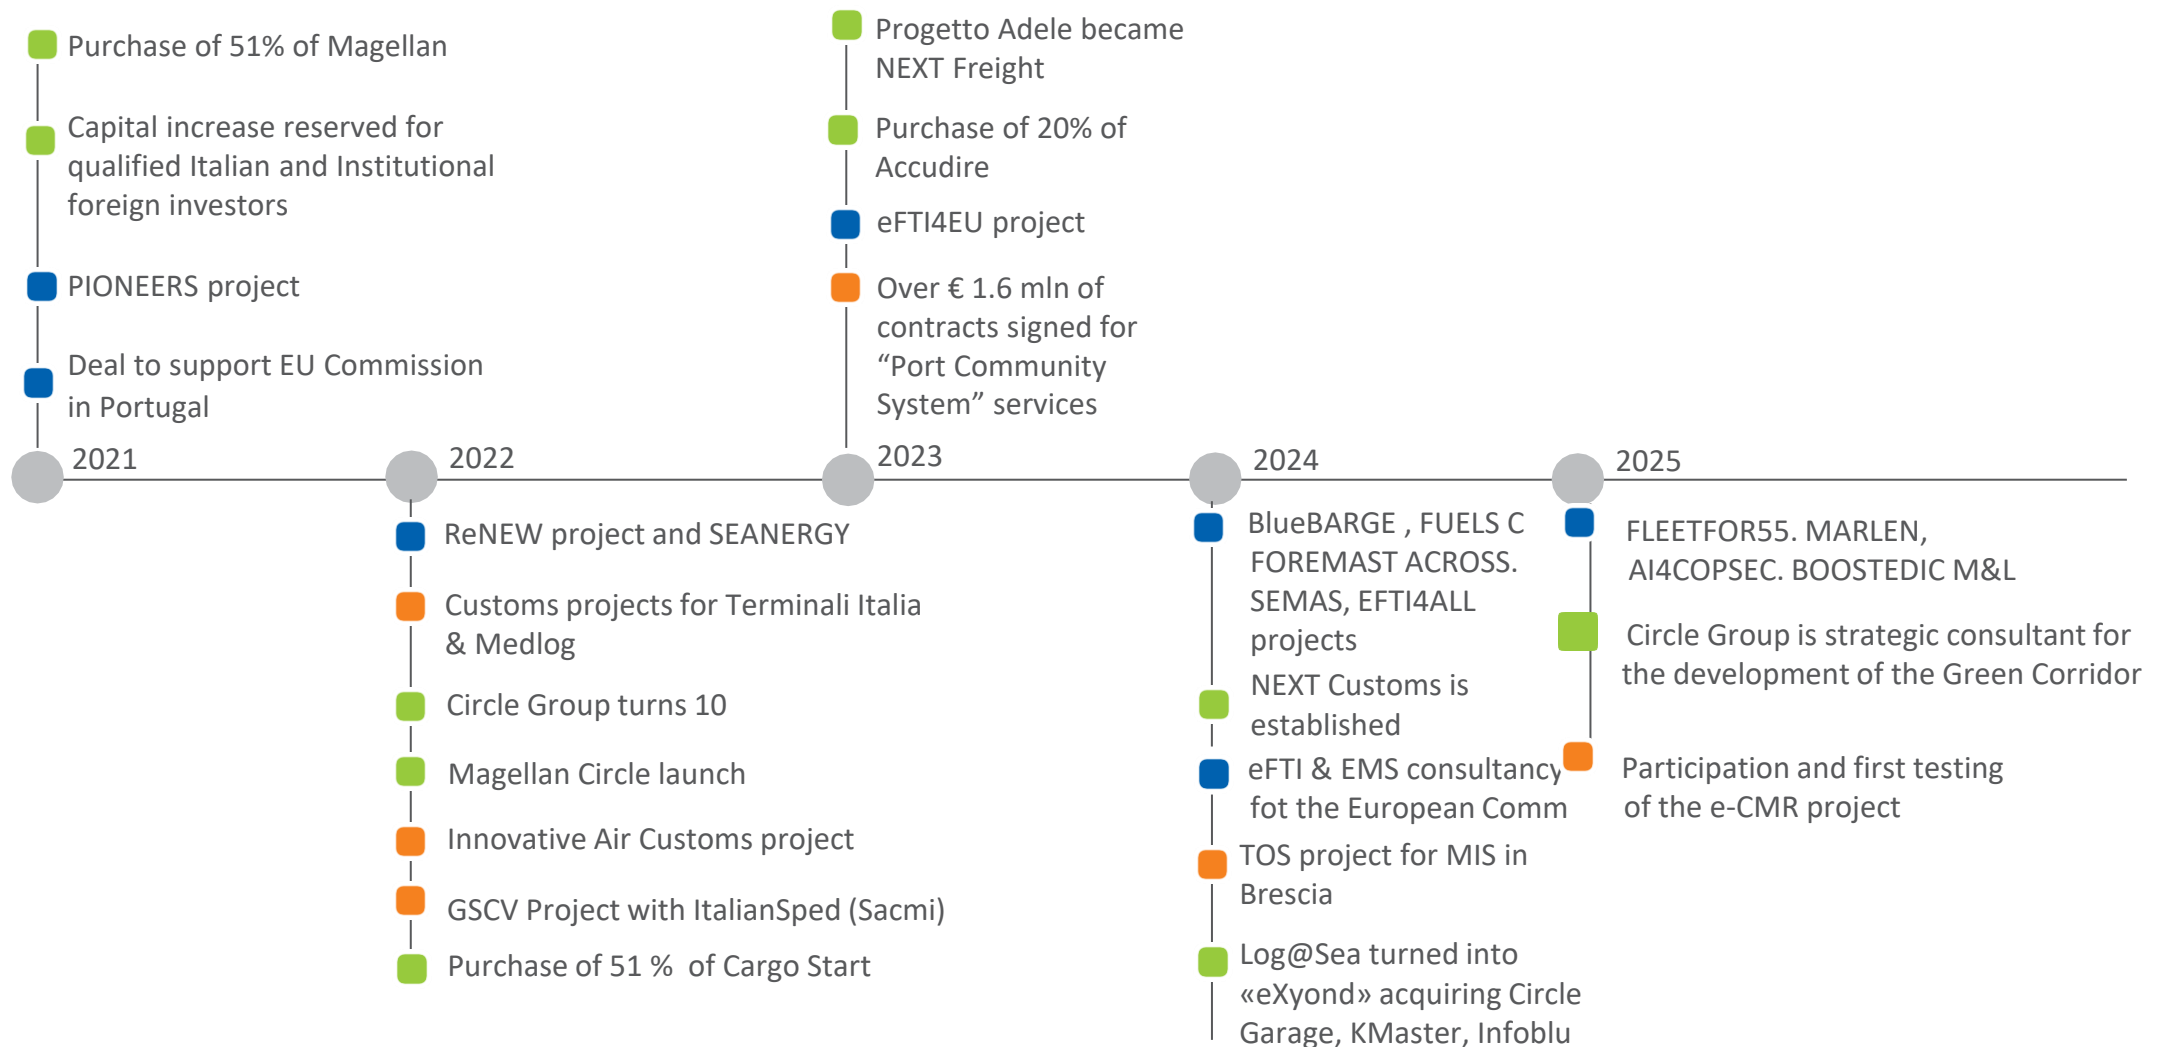 Purchase of 51% of Magellan
Capital increase reserved for
qualified Italian and Institutional
foreign investors
PIONEERS project
Deal to support EU Commission
in Portugal
2021
2022
ReNEW project and SEANERGY
Customs projects for Terminali Italia
& Medlog
Circle Group turns 10
Magellan Circle launch
Innovative Air Customs project
GSCV Project with ItalianSped (Sacmi)
Purchase of 51 % of Cargo Start
Progetto Adele became
NEXT Freight
Purchase of 20% of
Accudire
eFTI4EU project
Over € 1.6 mln of
contracts signed for
“Port Community
System” services
2023
2024
BlueBARGE , FUELS C
FOREMAST ACROSS.
SEMAS, EFTI4ALL
projects
NEXT Customs is
established
eFTI & EMS consultancy
fot the European Comm
TOS project for MIS in
Brescia
Log@Sea turned into
«eXyond» acquiring Circle
Garage, KMaster, Infoblu
2025
FLEETFOR55. MARLEN,
AI4COPSEC. BOOSTEDIC M&L
Circle Group is strategic consultant for
the development of the Green Corridor
Participation and first testing
of the e-CMR project